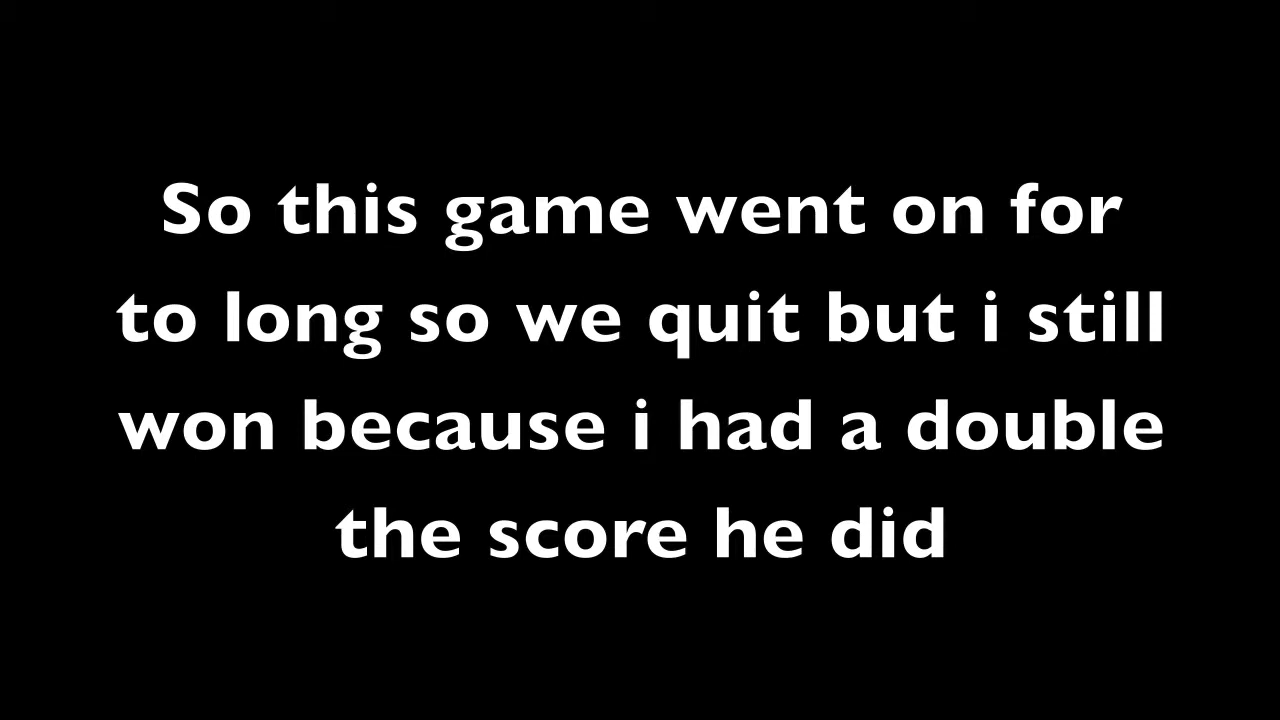 So this game went on for
to long so we quit but i still
won because i had a double
the score he did